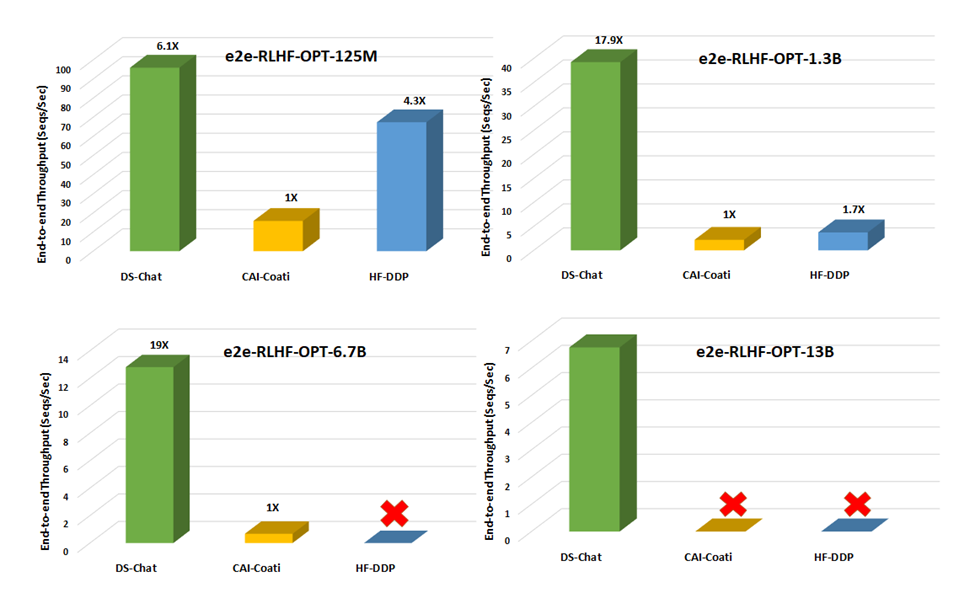 e2e-RLHF-OPT-125M
End-to-end Throughput (Seqs/Sec)
100
90
80
70
60
50
40
30
20
10
0
6.1X
1X
4.3X
DS-Chat
CAI-Coati
HF-DDP
e2e-RLHF-OPT-1.3B
End-to-end Throughput (Seqs/Sec)
40
35
30
25
20
15
10
5
0
17.9X
1X
1.7X
DS-Chat
CAI-Coati
HF-DDP
e2e-RLHF-OPT-6.7B
End-to-end Throughput (Seqs/Sec)
14
12
10
8
6
4
2
0
19X
1X
DS-Chat
CAI-Coati
HF-DDP
e2e-RLHF-OPT-13B
End-to-end Throughput (Seqs/Sec)
7
6
5
4
3
2
1
0
DS-Chat
CAI-Coati
HF-DDP